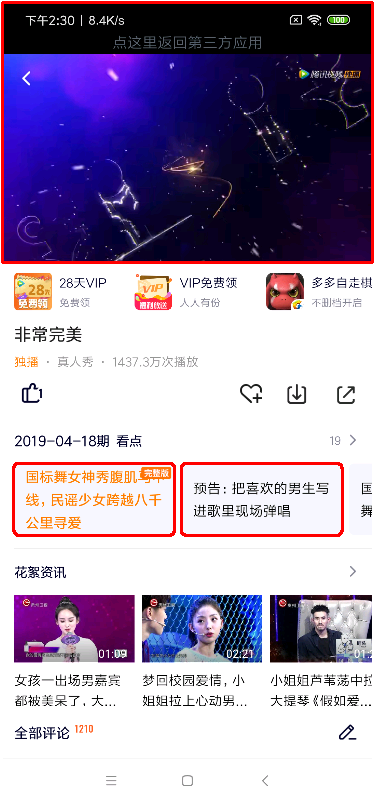 下午2:30 | 8.4K/s
100
点这里返回第三方应用
腾讯视频 独播
28天VIP
免费领
28天
免费领
VIP免费领
人人有份
VIP
多多自走棋
不删档开启
非常完美
独播 · 真人秀 · 1437.3万次播放
1
2019-04-18期 看点
19
国标舞女神秀腹肌马甲
线，民谣少女跨越八千
公里寻爱
完整版
预告：把喜欢的男生写
进歌里现场弹唱
国
花絮资讯
贵州卫视
01:09
02:21
女孩一出场男嘉宾
都被美呆了，大…
梦回校园爱情，小
姐姐拉上心动男…
小姐姐芦苇荡中拉
大提琴《假如爱…
全部评论 1210